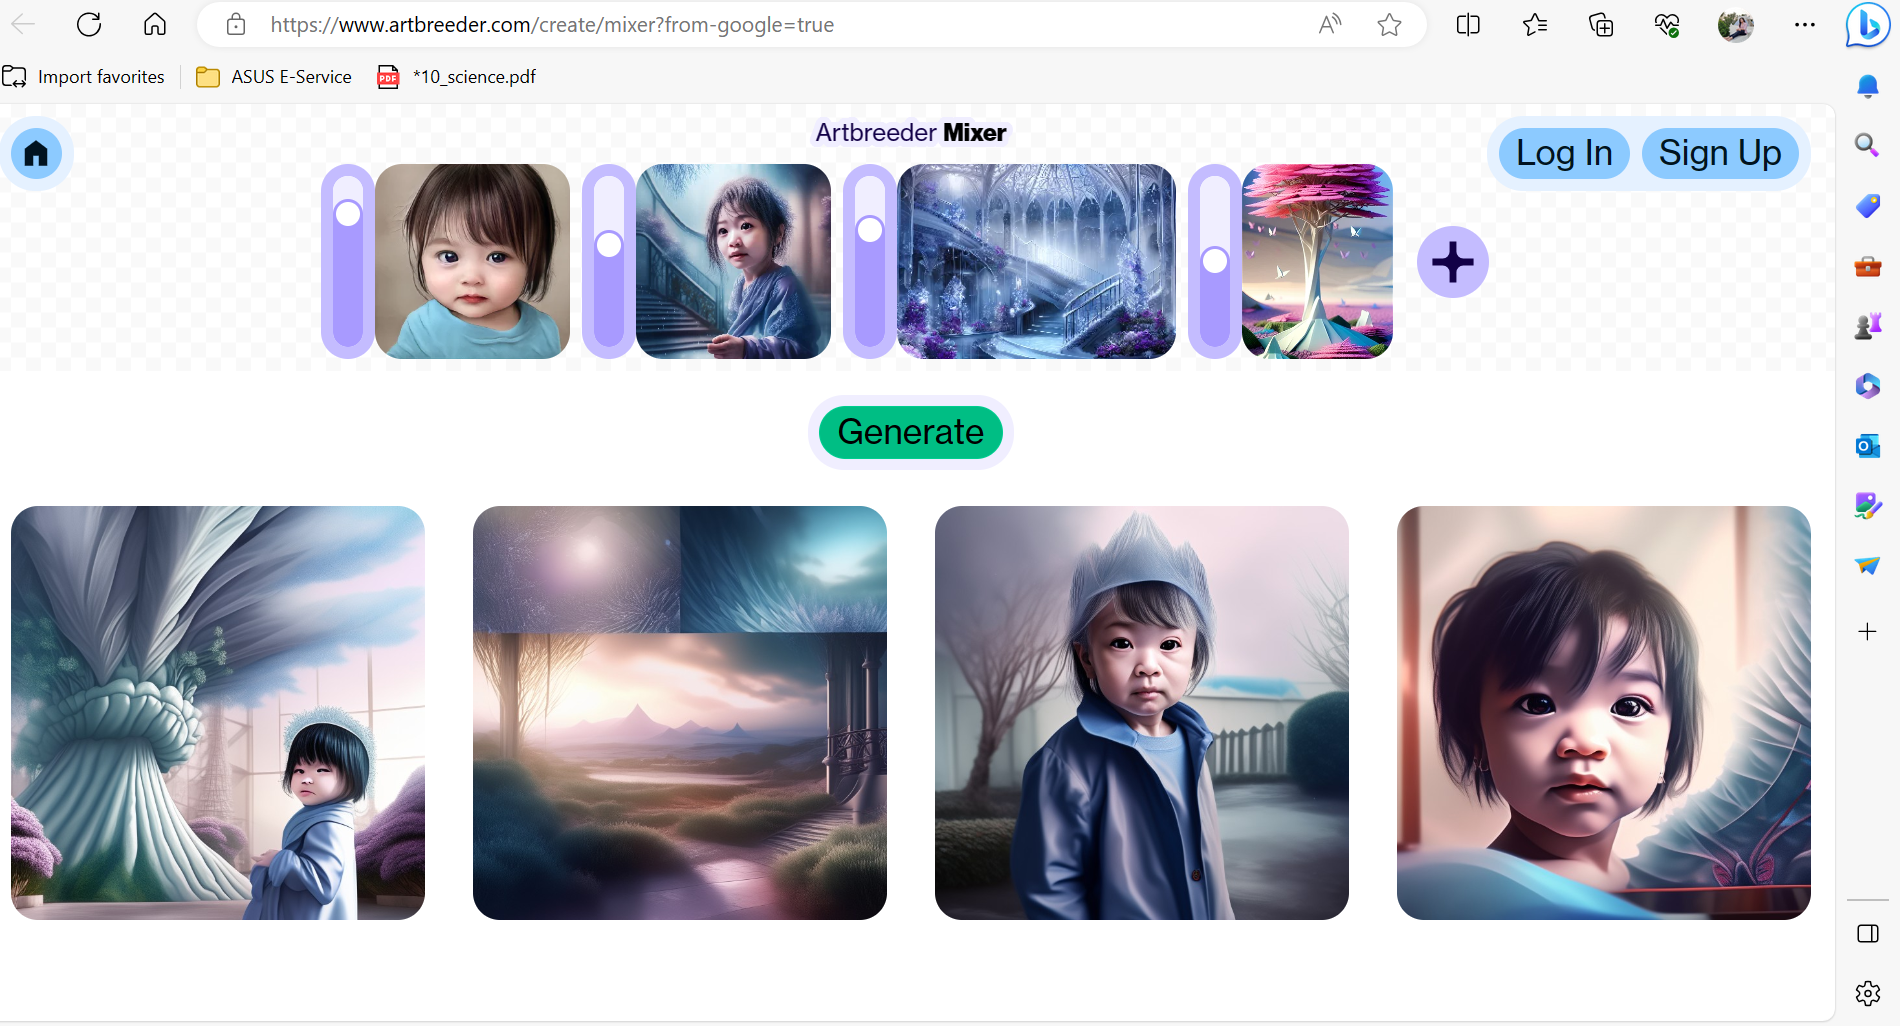 https://www.artbreeder.com/create/mixer?from-google=true
Import favorites
ASUS E-Service
PDF
*10_science.pdf
Artbreeder Mixer
Log In
Sign Up
Generate